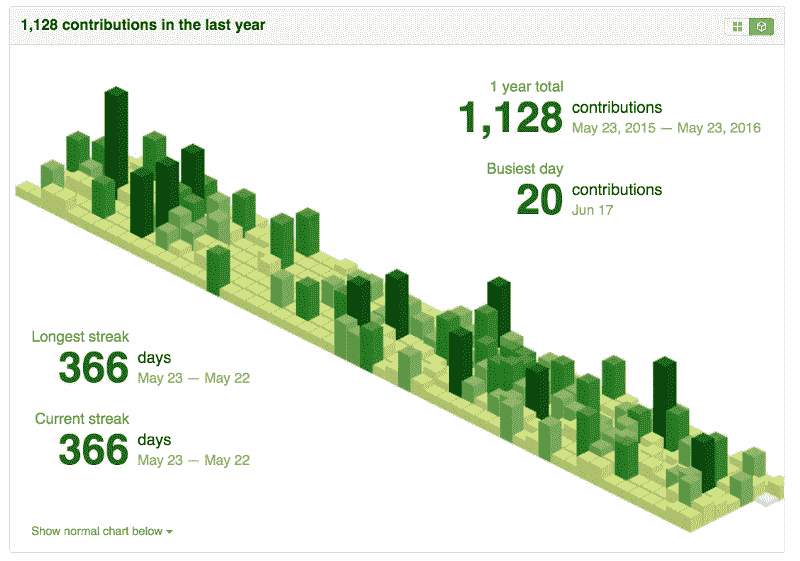 1,128 contributions in the last year
1 year total
1,128 contributions
May 23, 2015 — May 23, 2016
Busiest day
20 contributions
Jun 17
Longest streak
366 days
May 23 — May 22
Current streak
366 days
May 23 — May 22
Show normal chart below